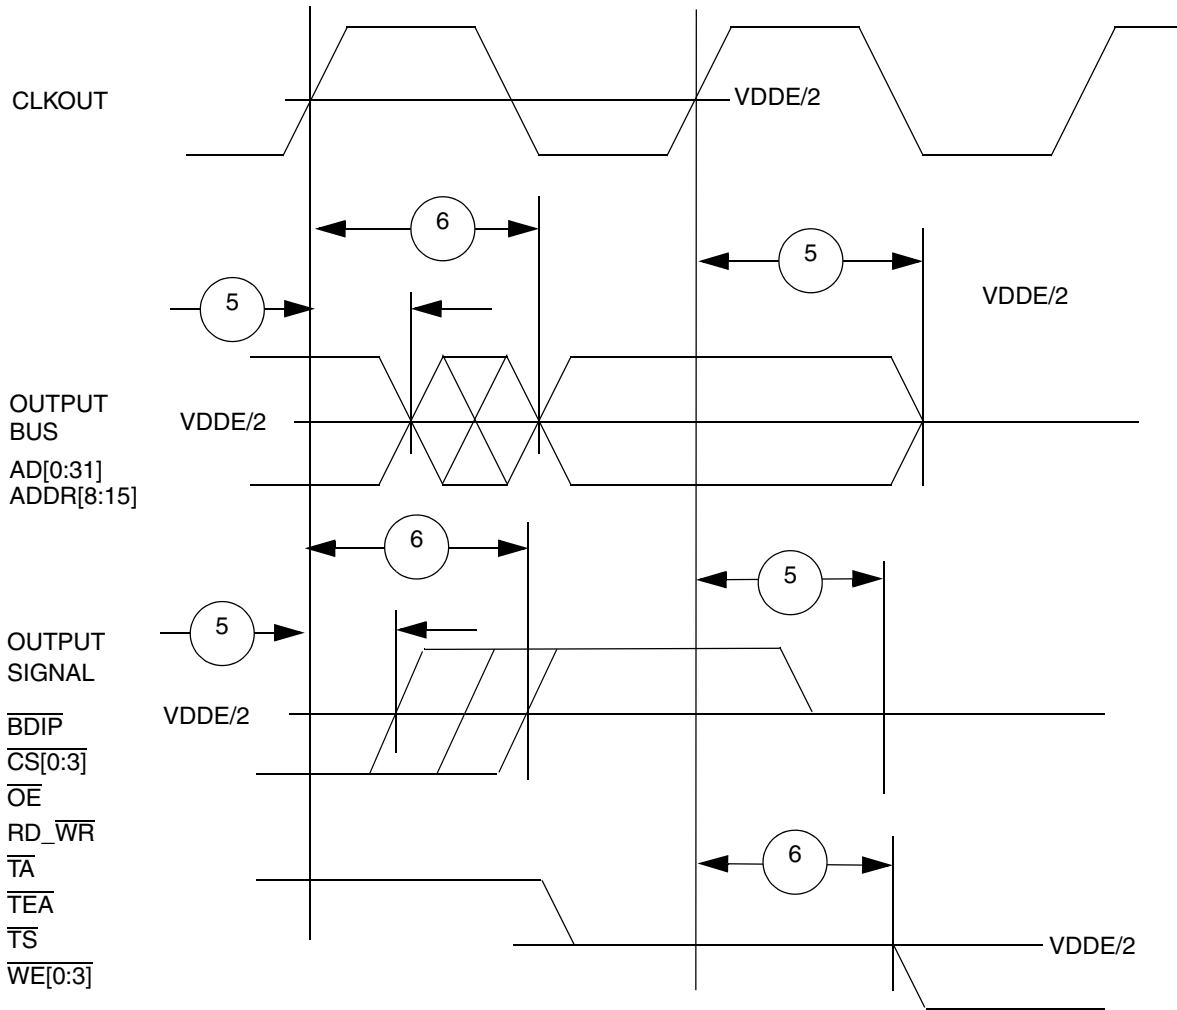 CLKOUT
VDDE/2
6
5
5
VDDE/2
OUTPUT
BUS
VDDE/2
AD[0:31]
ADDR[8:15]
6
5
5
OUTPUT
SIGNAL
VDDE/2
BDIP
CS[0:3]
OE
RD_WR
TA
6
TEA
TS
VDDE/2
WE[0:3]